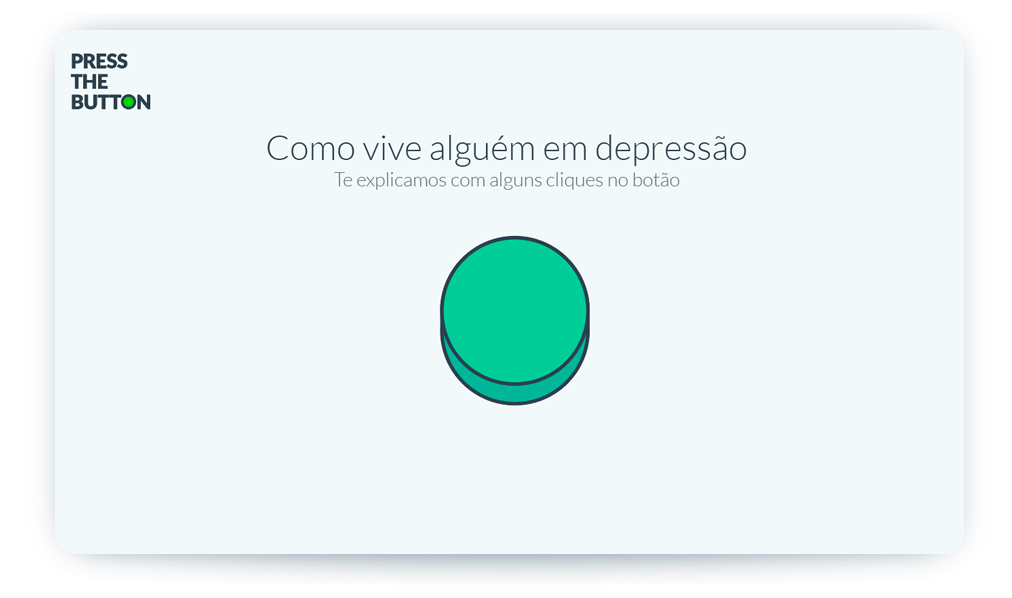 PRESS
THE
BUTTON
Como vive alguém em depressão
Te explicamos com alguns cliques no botão